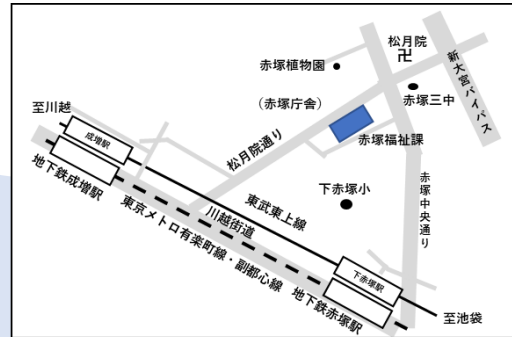 松月院
卍
新大宮バイパス
赤塚植物園
赤塚三中
(赤塚庁舎)
至川越
成増駅
赤塚福祉課
松月院通り
地下鉄成増駅
下赤塚小
赤塚中央通り
東武東上線
川越街道
東京メトロ有楽町線・副都心線
下赤塚駅
地下鉄赤塚駅
至池袋